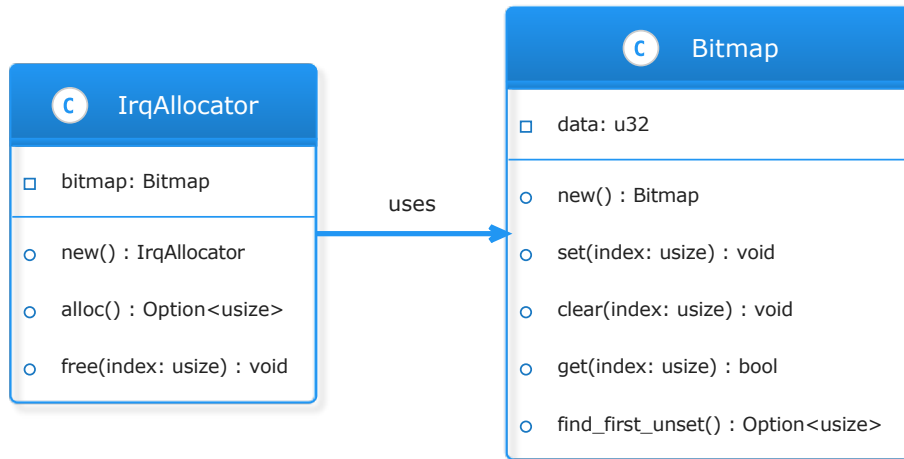 C IrqAllocator
bitmap: Bitmap
new() : IrqAllocator
alloc() : Option<usize>
free(index: usize) : void
uses
C Bitmap
data: u32
new() : Bitmap
set(index: usize) : void
clear(index: usize) : void
get(index: usize) : bool
find_first_unset() : Option<usize>